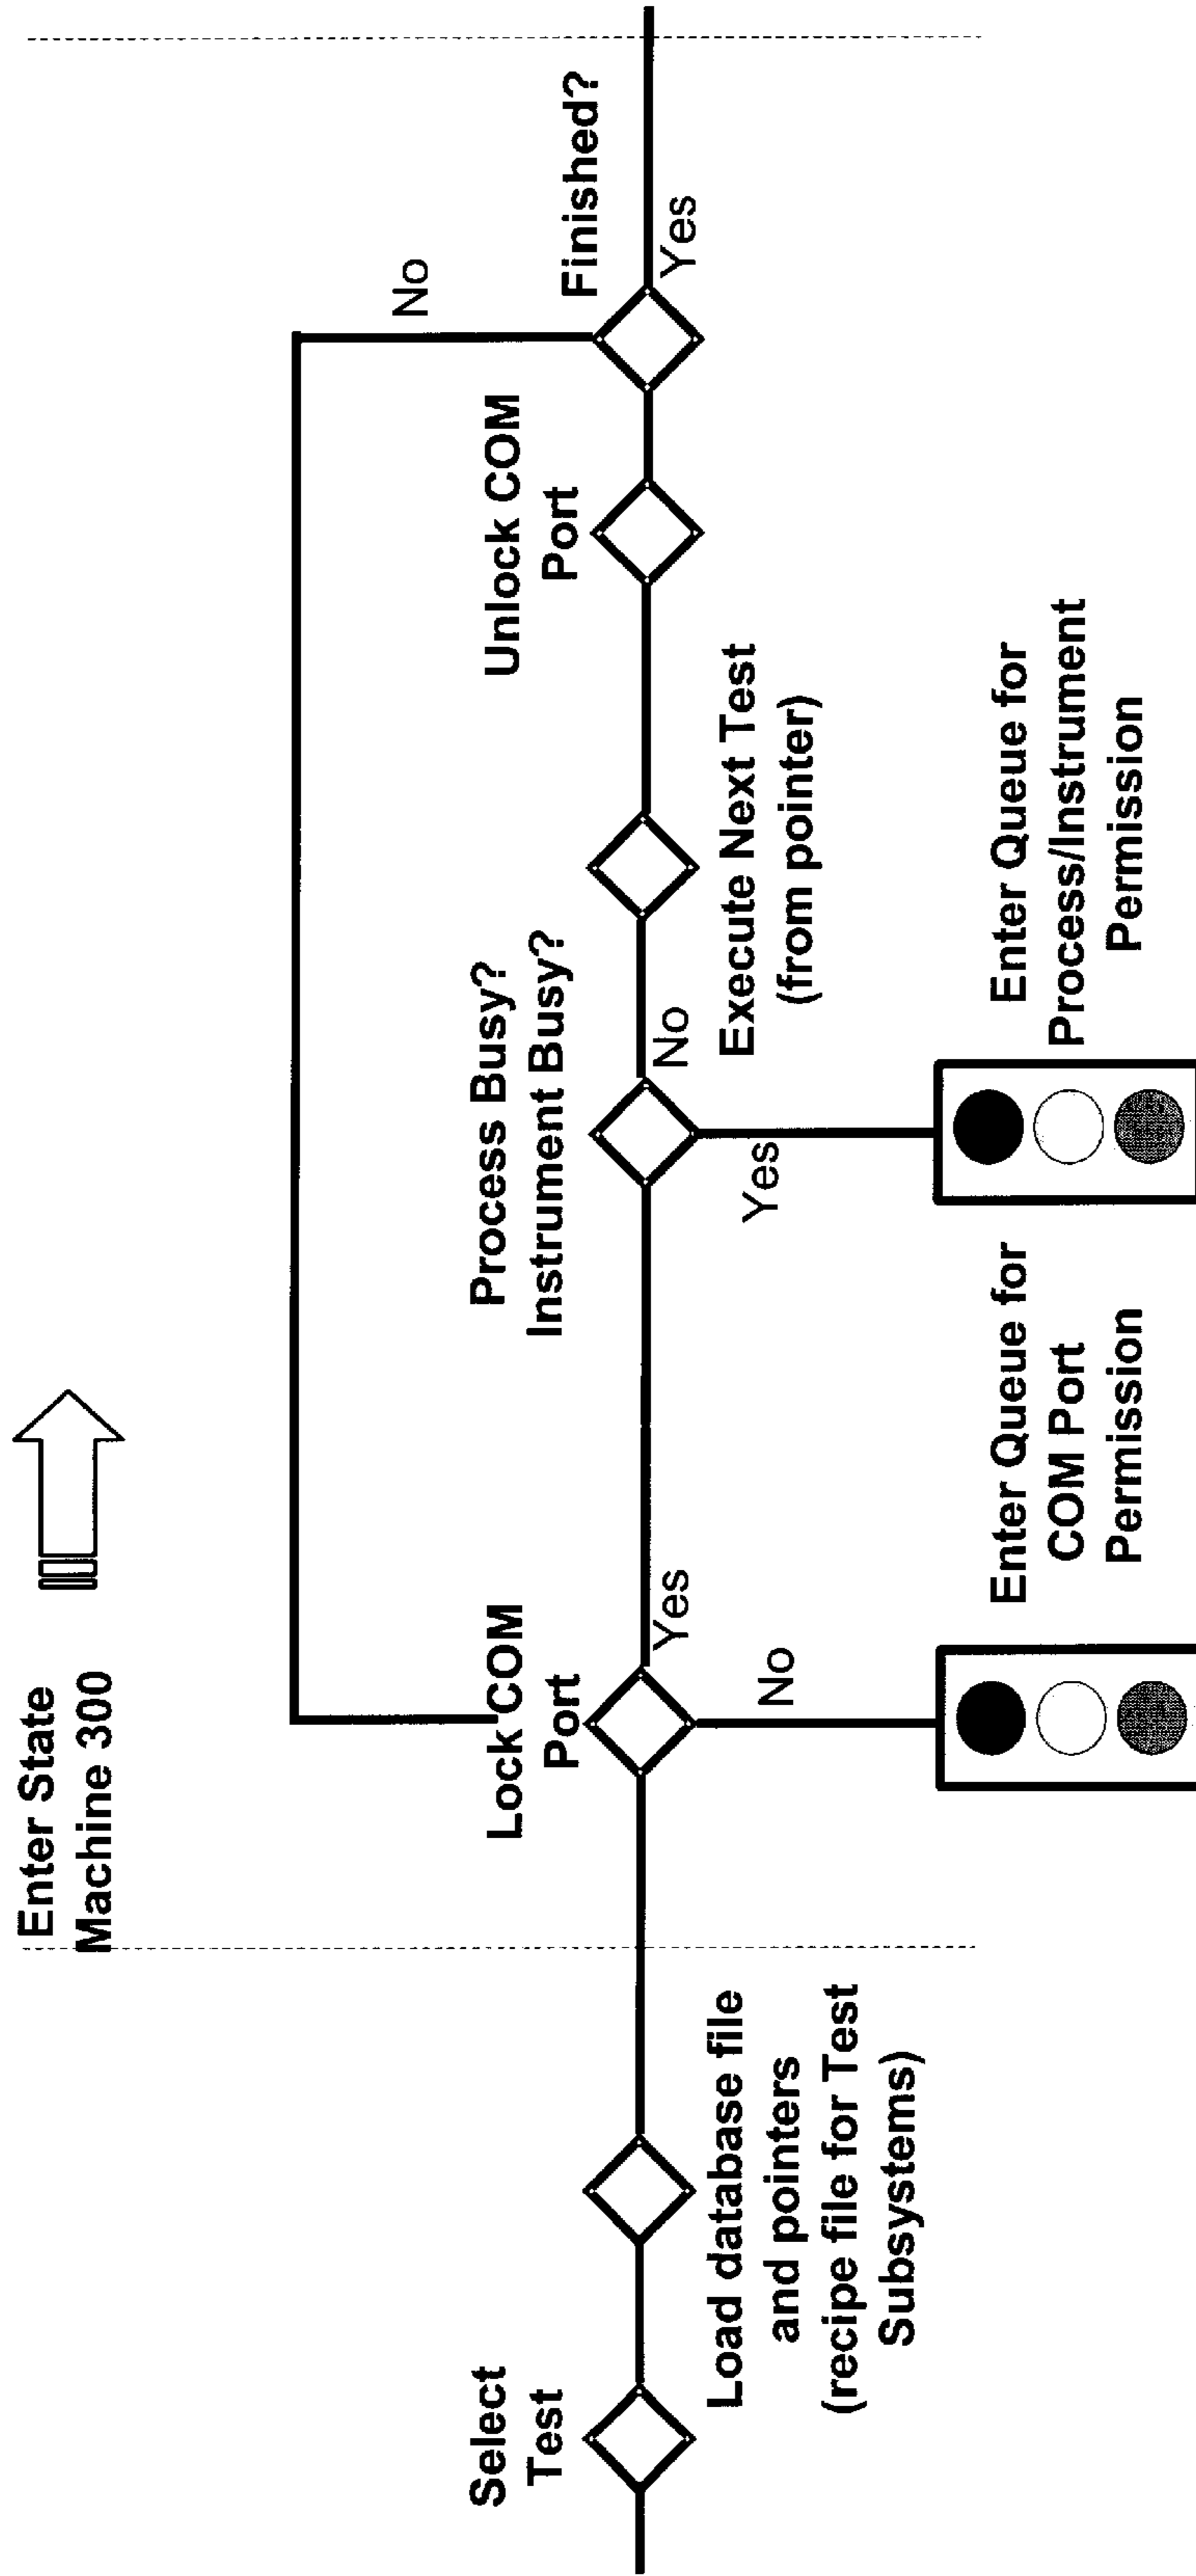 Enter State
Machine 300
Select
Test
Load database file
and pointers
(recipe file for Test
Subsystems)
Lock COM
Port
Yes
No
Enter Queue for
COM Port
Permission
Process Busy?
Instrument Busy?
No
Yes
Enter Queue for
Process/Instrument
Permission
Execute Next Test
(from pointer)
Unlock COM
Port
Finished?
No
Yes